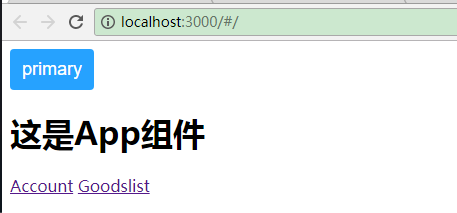 localhost:3000/#/
primary
这是App组件
Account Goodslist